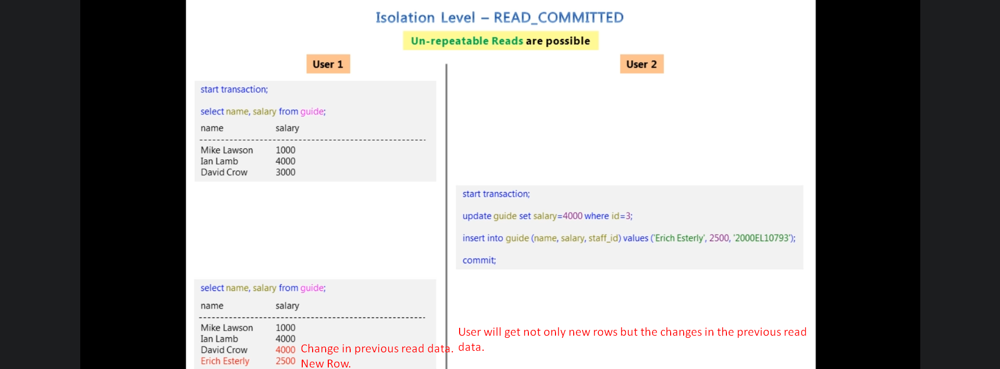 Isolation Level – READ_COMMITTED
Un-repeatable Reads are possible
User 1
start transaction;
select name, salary from guide;
name salary
Mike Lawson 1000
Ian Lamb 4000
David Crow 3000
User 2
start transaction;
update guide set salary=4000 where id=3;
insert into guide (name, salary, staff_id) values ('Erich Esterly', 2500, '2000EL10793');
commit;
select name, salary from guide;
name salary
Mike Lawson 1000
Ian Lamb 4000
David Crow 4000 Change in previous read data.
Erich Esterly 2500 New Row.
User will get not only new rows but the changes in the previous read
data.